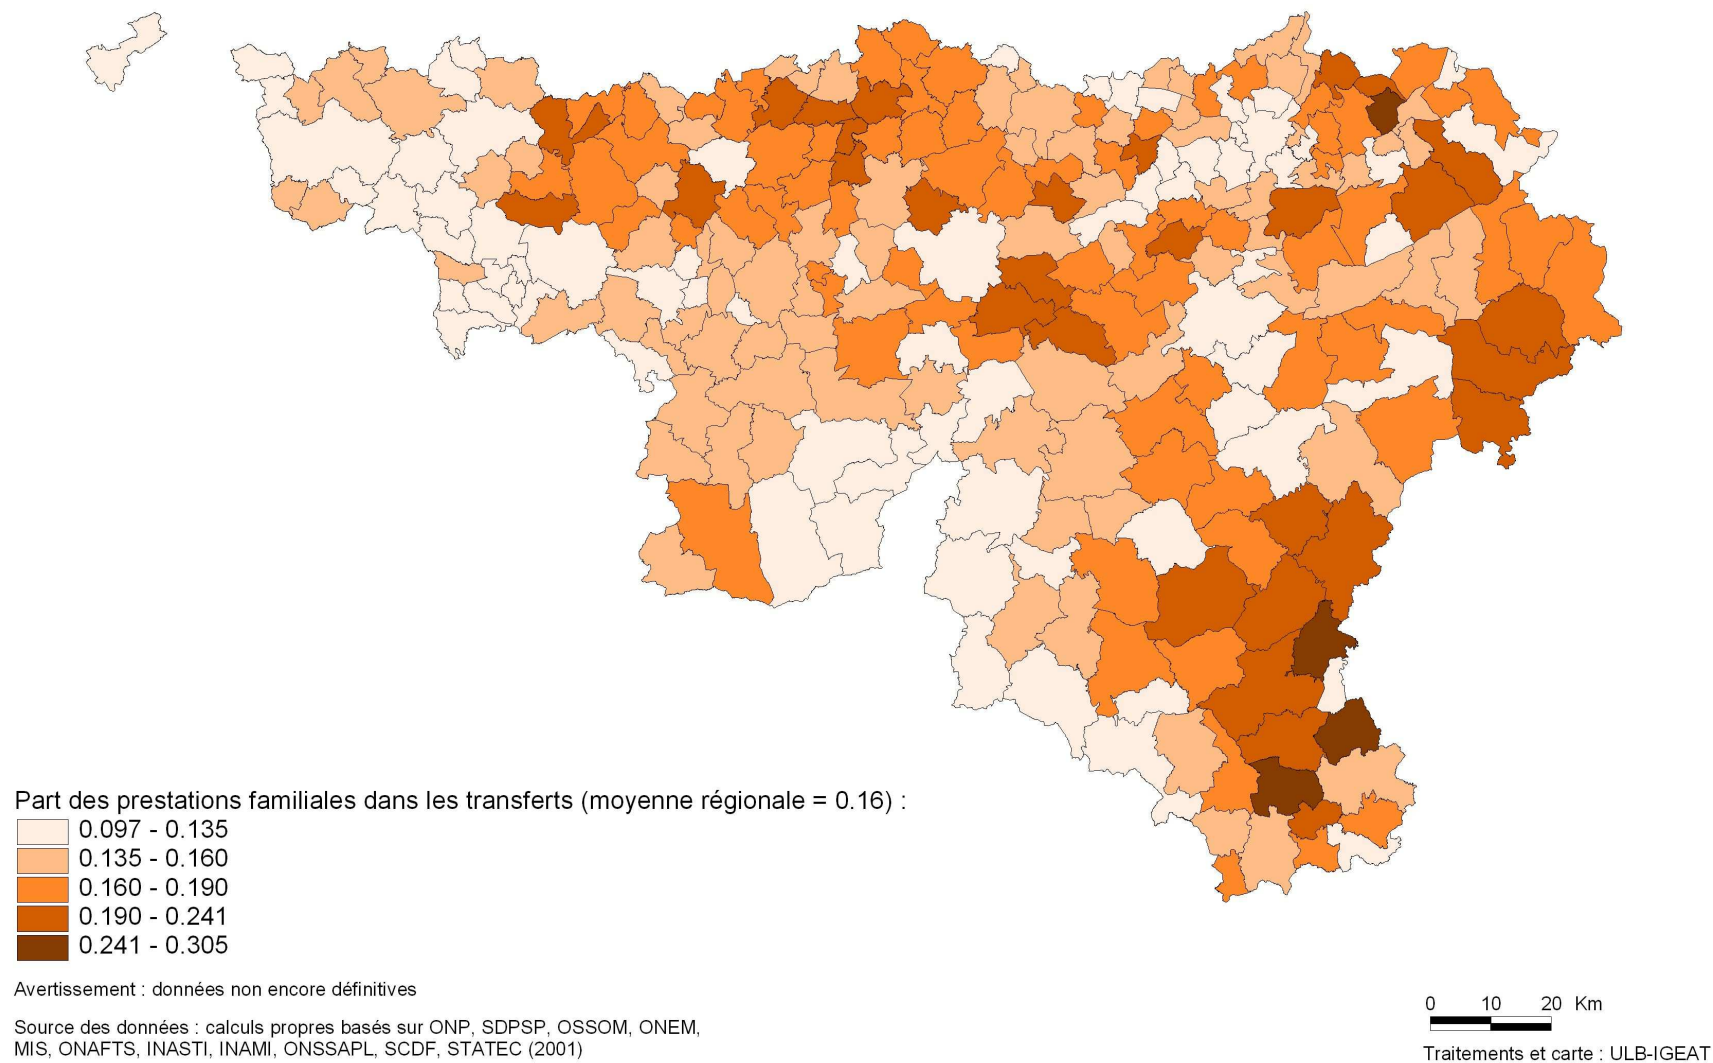 Part des prestations familiales dans les transferts (moyenne régionale = 0.16) :
0.097 - 0.135
0.135 - 0.160
0.160 - 0.190
0.190 - 0.241
0.241 - 0.305
Avertissement : données non encore définitives
Source des données : calculs propres basés sur ONP, SDPSP, OSSOM, ONEM,
MIS, ONAFTS, INASTI, INAMI, ONSSAPL, SCDF, STATEC (2001)
0 10 20 Km
Traitements et carte : ULB-IGEAT